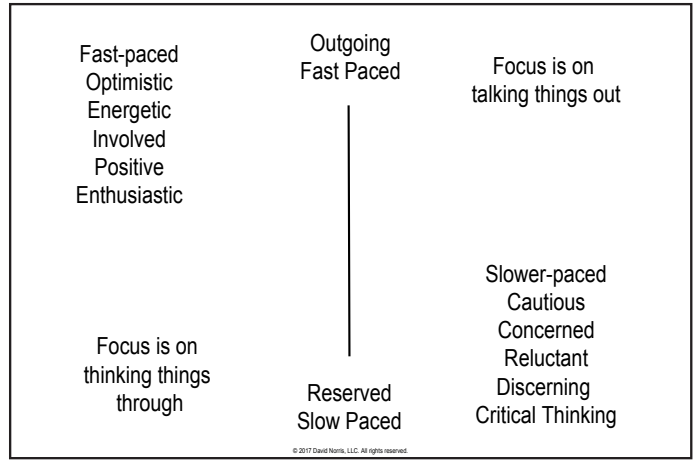 Fast-paced
Optimistic
Energetic
Involved
Positive
Enthusiastic
Outgoing
Fast Paced
Focus is on
talking things out
Focus is on
thinking things
through
Reserved
Slow Paced
Slower-paced
Cautious
Concerned
Reluctant
Discerning
Critical Thinking
© 2017 David Norris, LLC. All rights reserved.